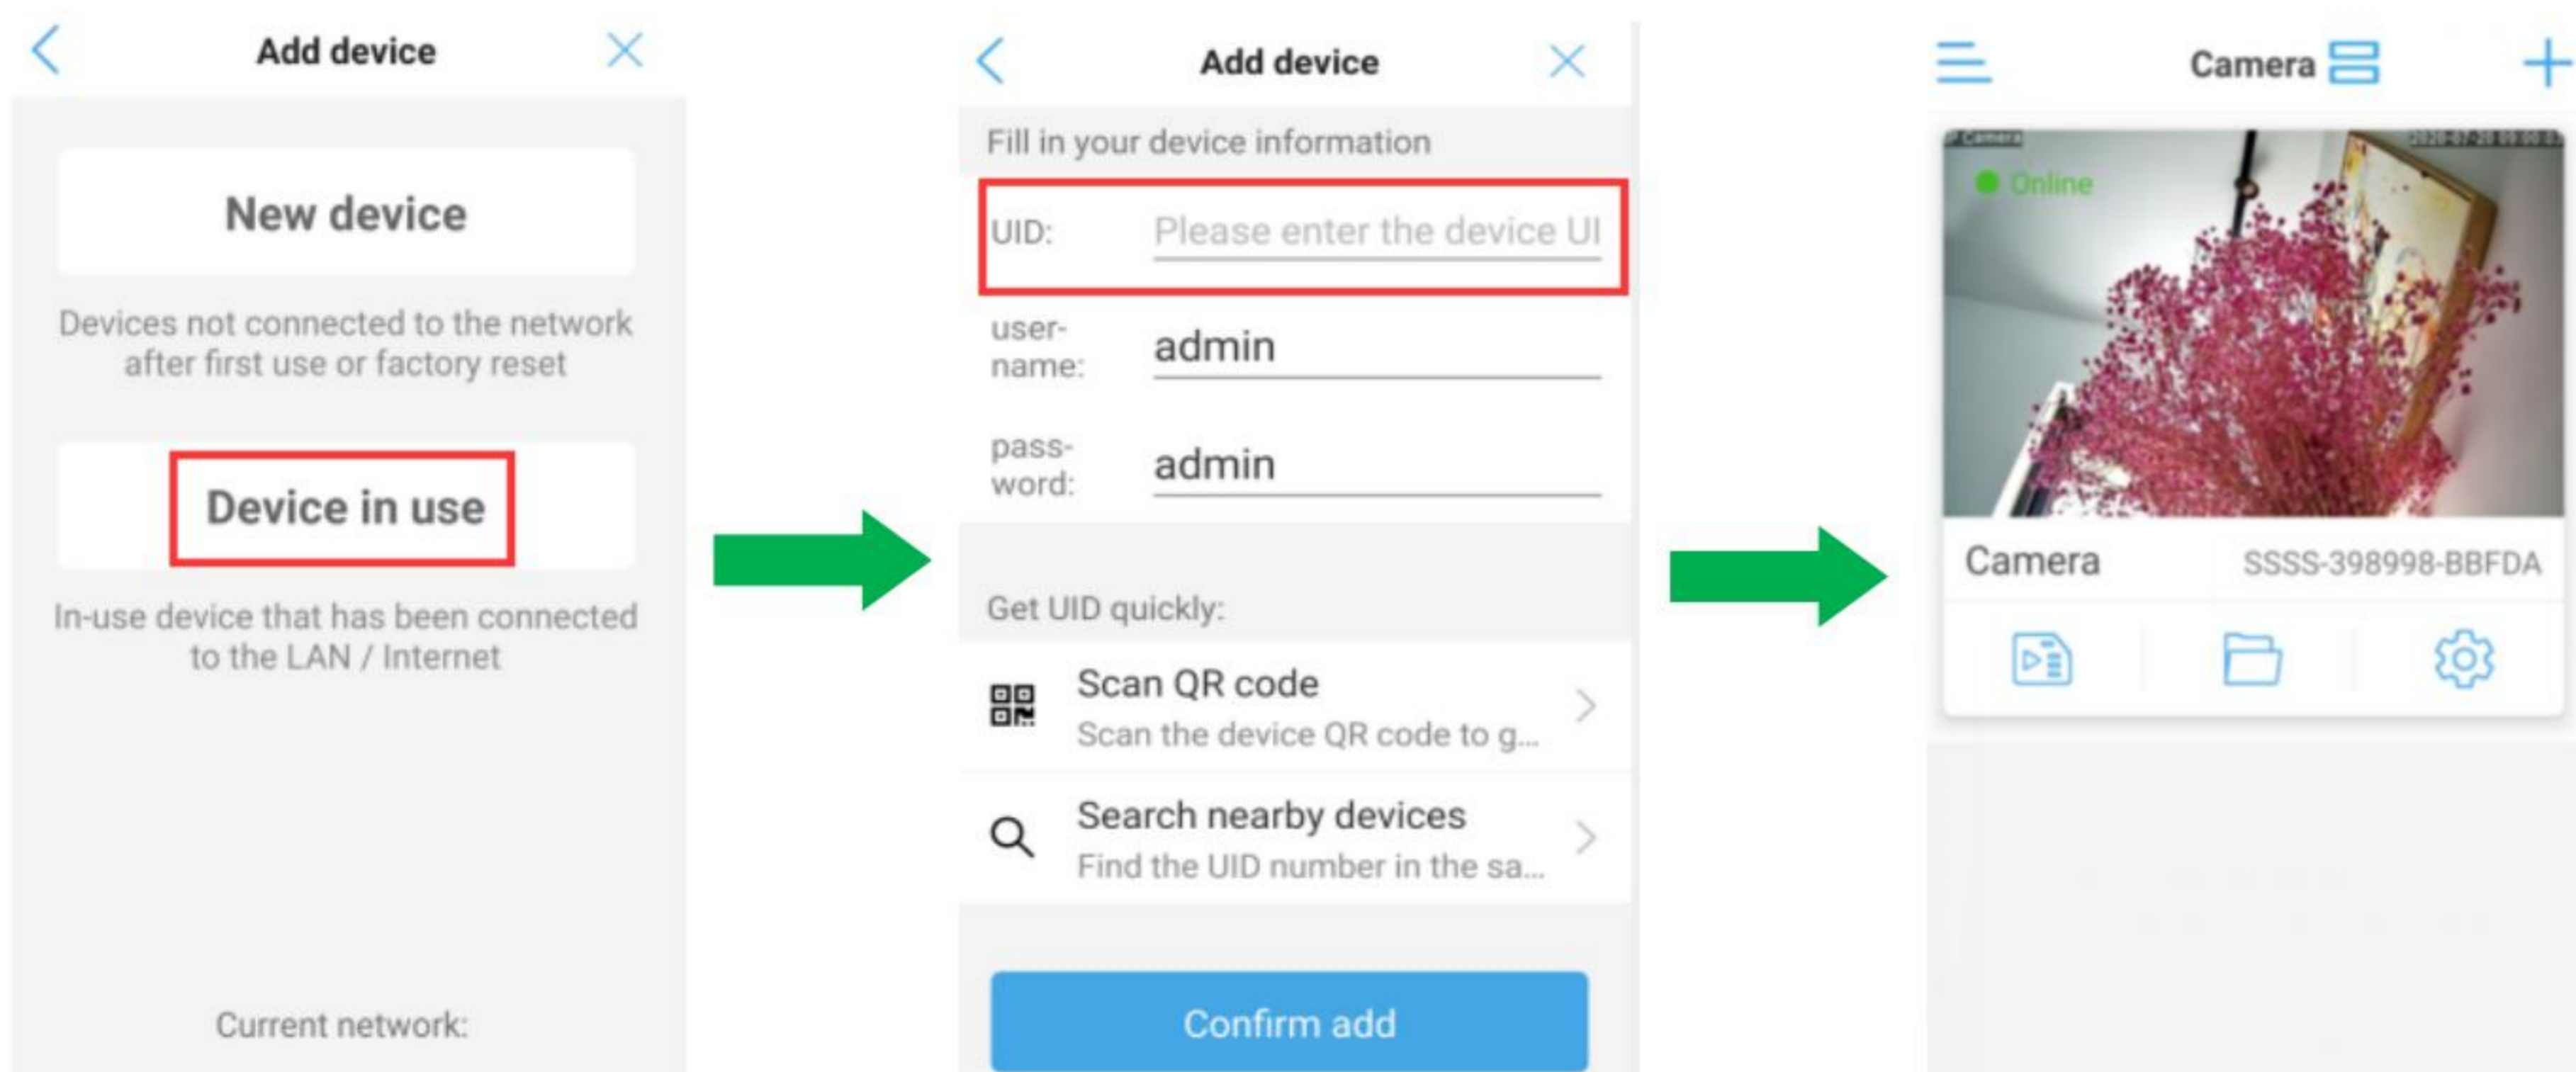 Add device
New device
Devices not connected to the network
after first use or factory reset
Device in use
In-use device that has been connected
to the LAN / Internet
Current network:
Add device
Fill in your device information
UID: Please enter the device UI
user-
name: admin
pass-
word: admin
Get UID quickly:
Scan QR code
Scan the device QR code to g...
Search nearby devices
Find the UID number in the sa...
Confirm add
Camera
Camera
Online
Camera SSSS-398998-BBFDA